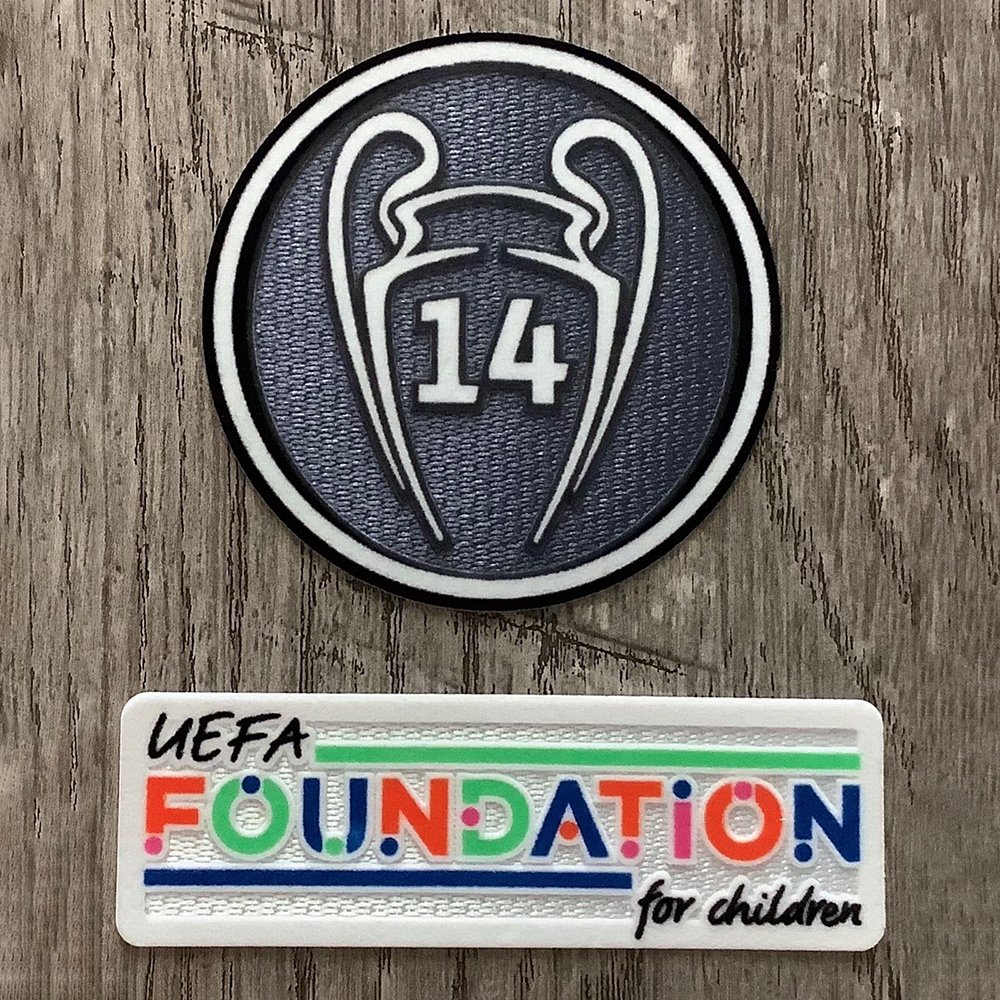 14
UEFA
FOUNDATION
for children